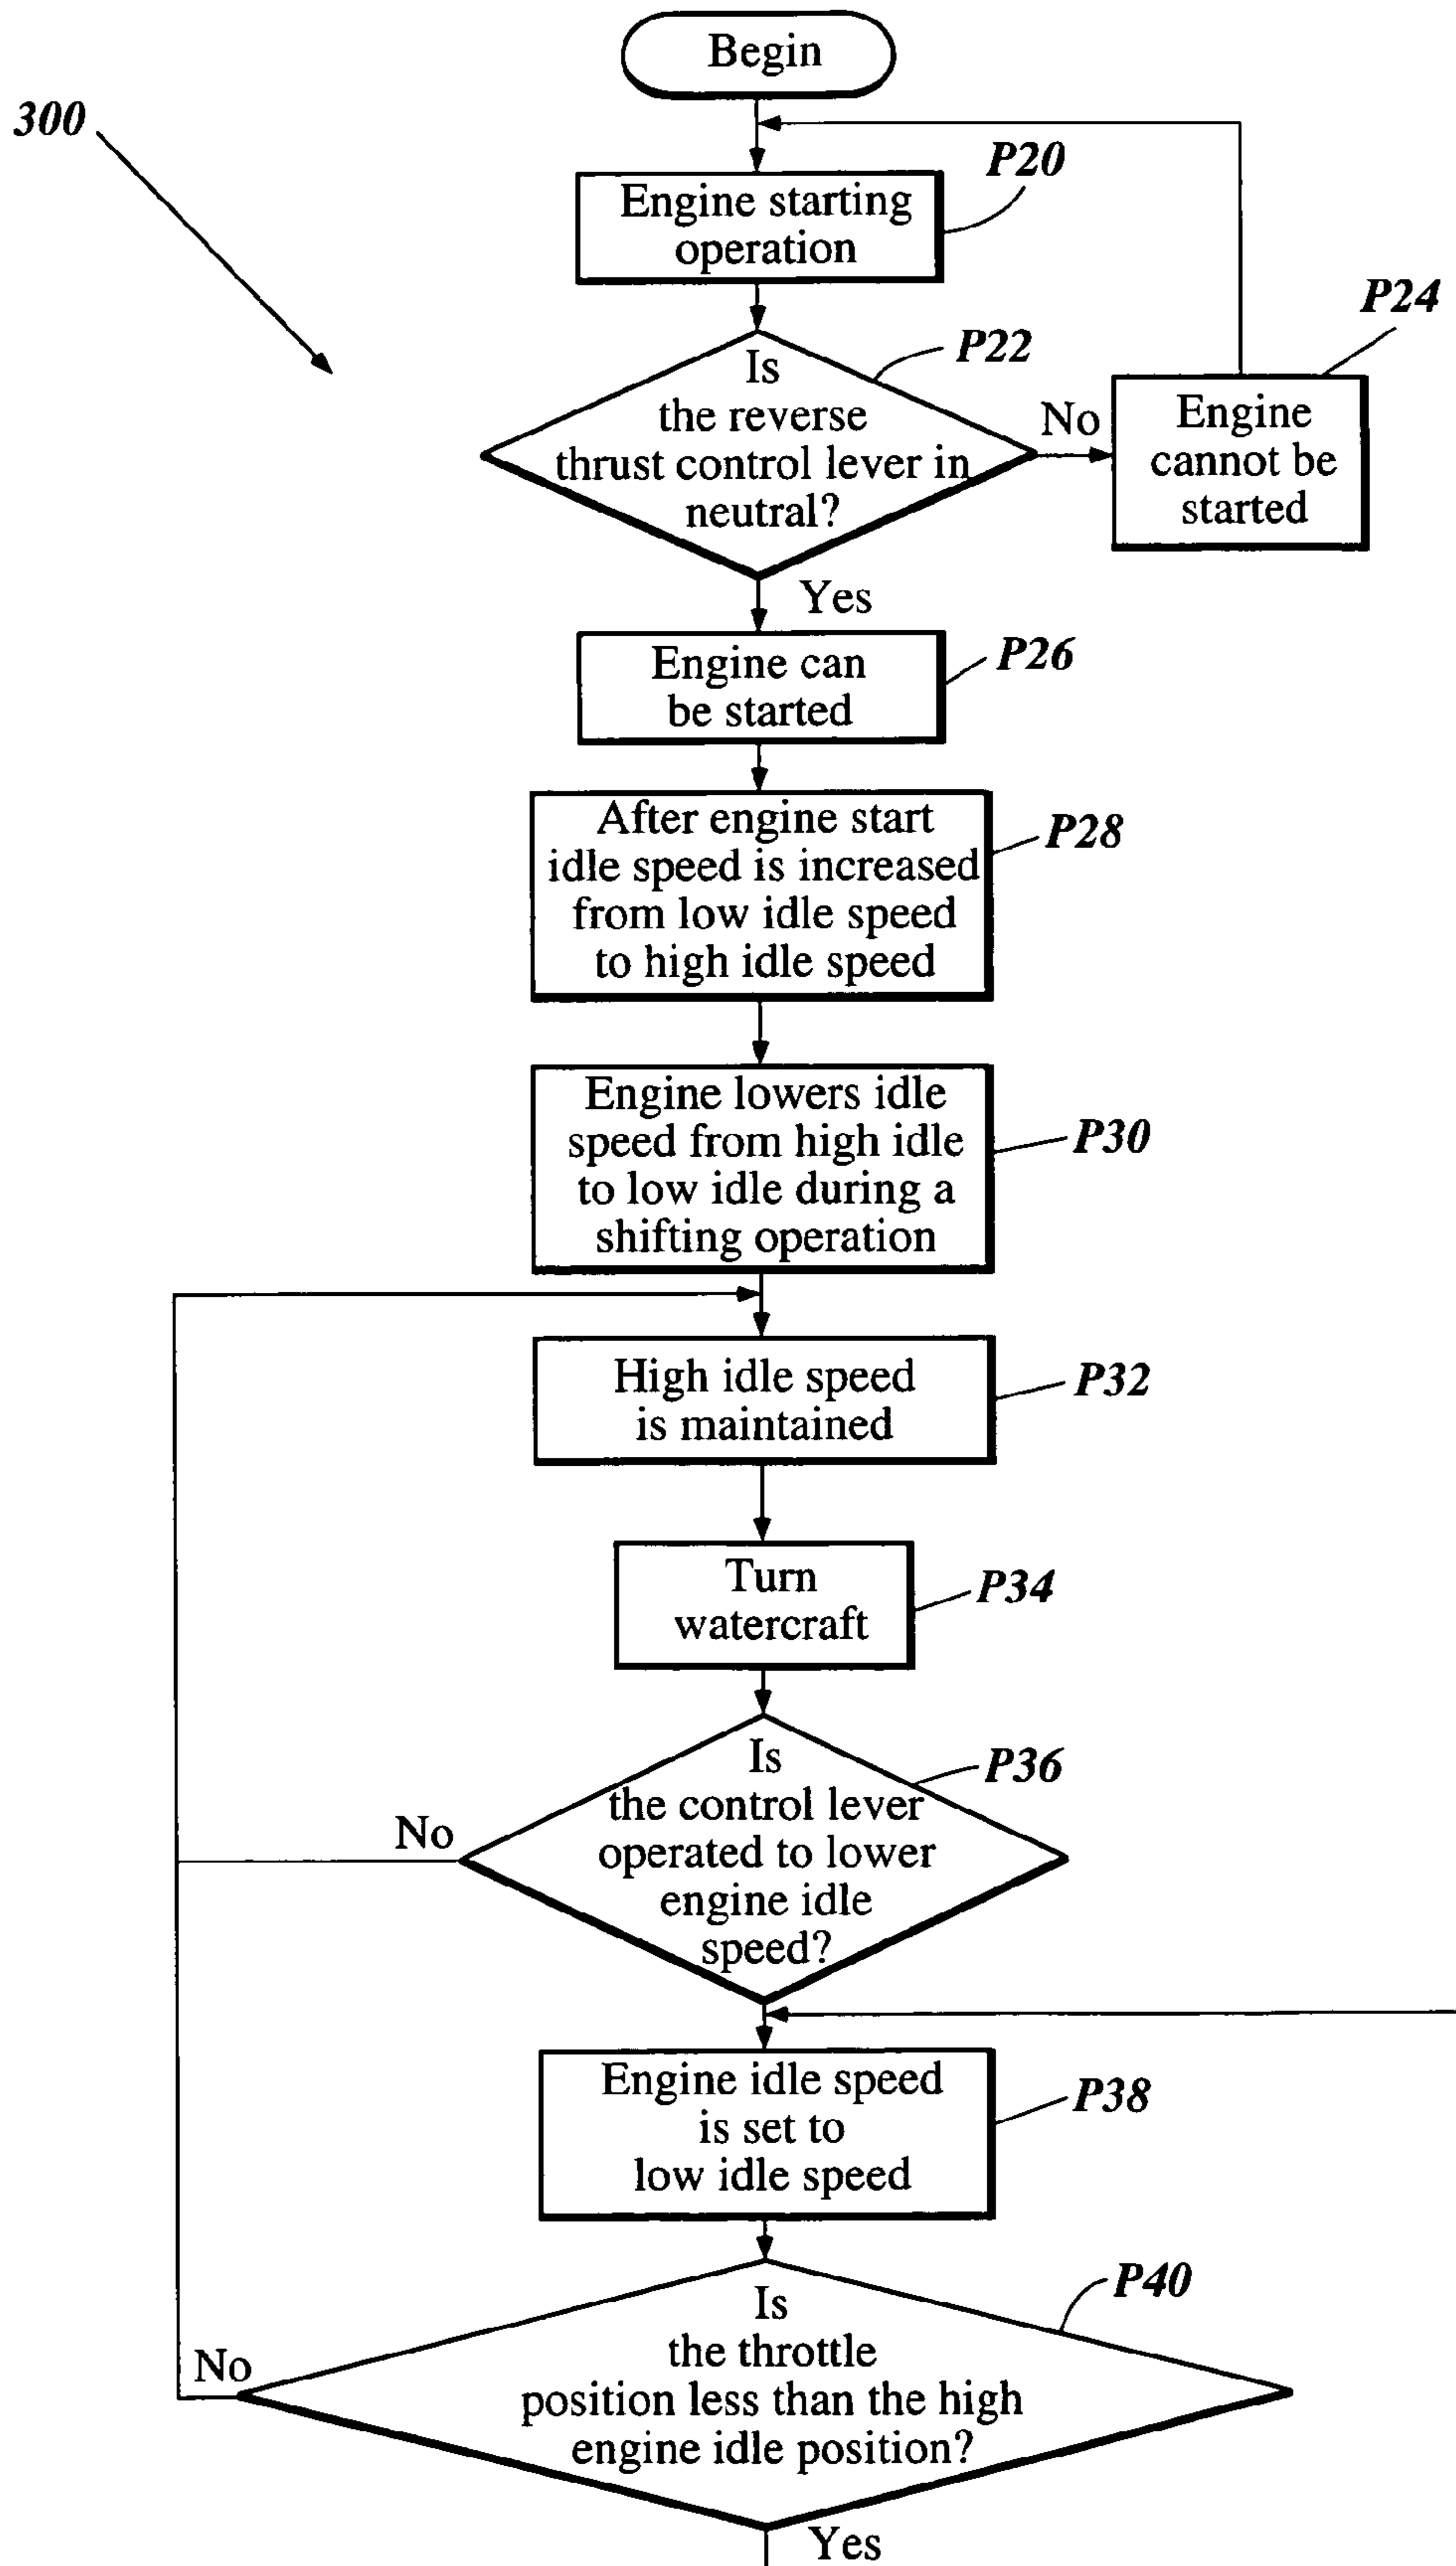 Begin
300
P20
Engine starting
operation
P24
P22
Is
the reverse
thrust control lever in
neutral?
No
Engine
cannot be
started
Yes
P26
Engine can
be started
P28
After engine start
idle speed is increased
from low idle speed
to high idle speed
P30
Engine lowers idle
speed from high idle
to low idle during a
shifting operation
P32
High idle speed
is maintained
P34
Turn
watercraft
P36
Is
the control lever
operated to lower
engine idle
speed?
No
P38
Engine idle speed
is set to
low idle speed
P40
Is
the throttle
position less than the high
engine idle position?
No
Yes